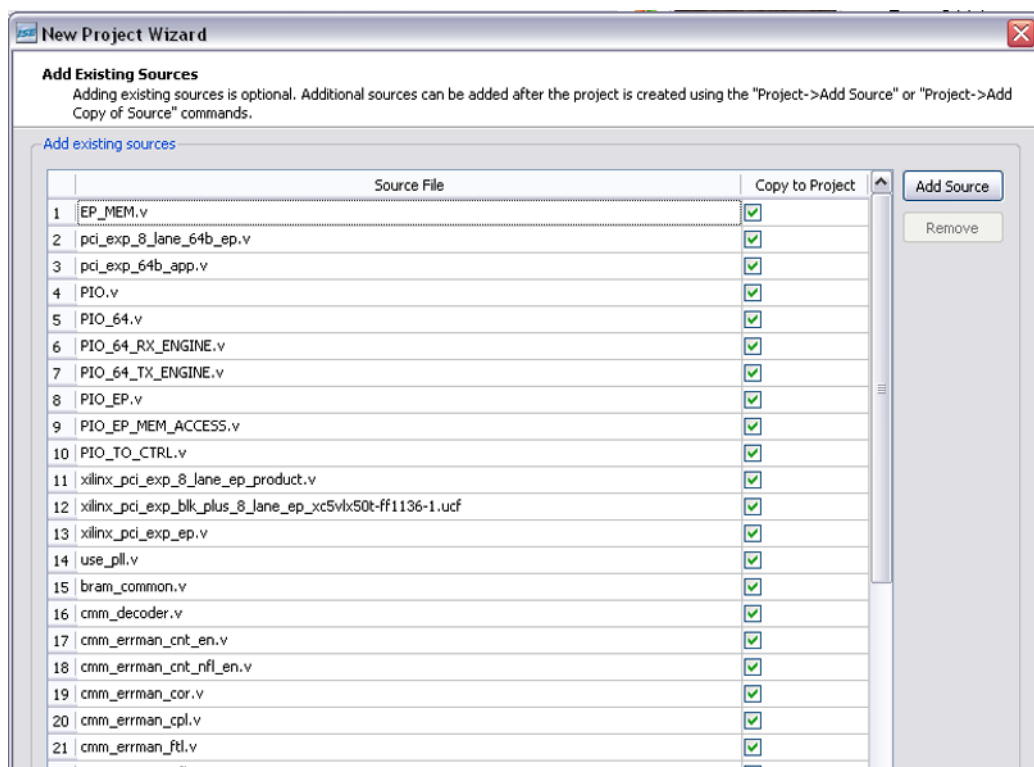 ISE New Project Wizard
Add Existing Sources
Adding existing sources is optional. Additional sources can be added after the project is created using the "Project->Add Source" or "Project->Add
Copy of Source" commands.
Add existing sources
Source File Copy to Project Add Source
1 EP_MEM.v
Remove
2 pci_exp_8_lane_64b_ep.v
3 pci_exp_64b_app.v
4 PIO.v
5 PIO_64.v
6 PIO_64_RX_ENGINE.v
7 PIO_64_TX_ENGINE.v
8 PIO_EP.v
9 PIO_EP_MEM_ACCESS.v
10 PIO_TO_CTRL.v
11 xilinx_pci_exp_8_lane_ep_product.v
12 xilinx_pci_exp_blk_plus_8_lane_ep_xc5vlx50t-ff1136-1.ucf
13 xilinx_pci_exp_ep.v
14 use_pll.v
15 bram_common.v
16 cmm_decoder.v
17 cmm_errman_cnt_en.v
18 cmm_errman_cnt_nfl_en.v
19 cmm_errman_cor.v
20 cmm_errman_cpl.v
21 cmm_errman_ftl.v